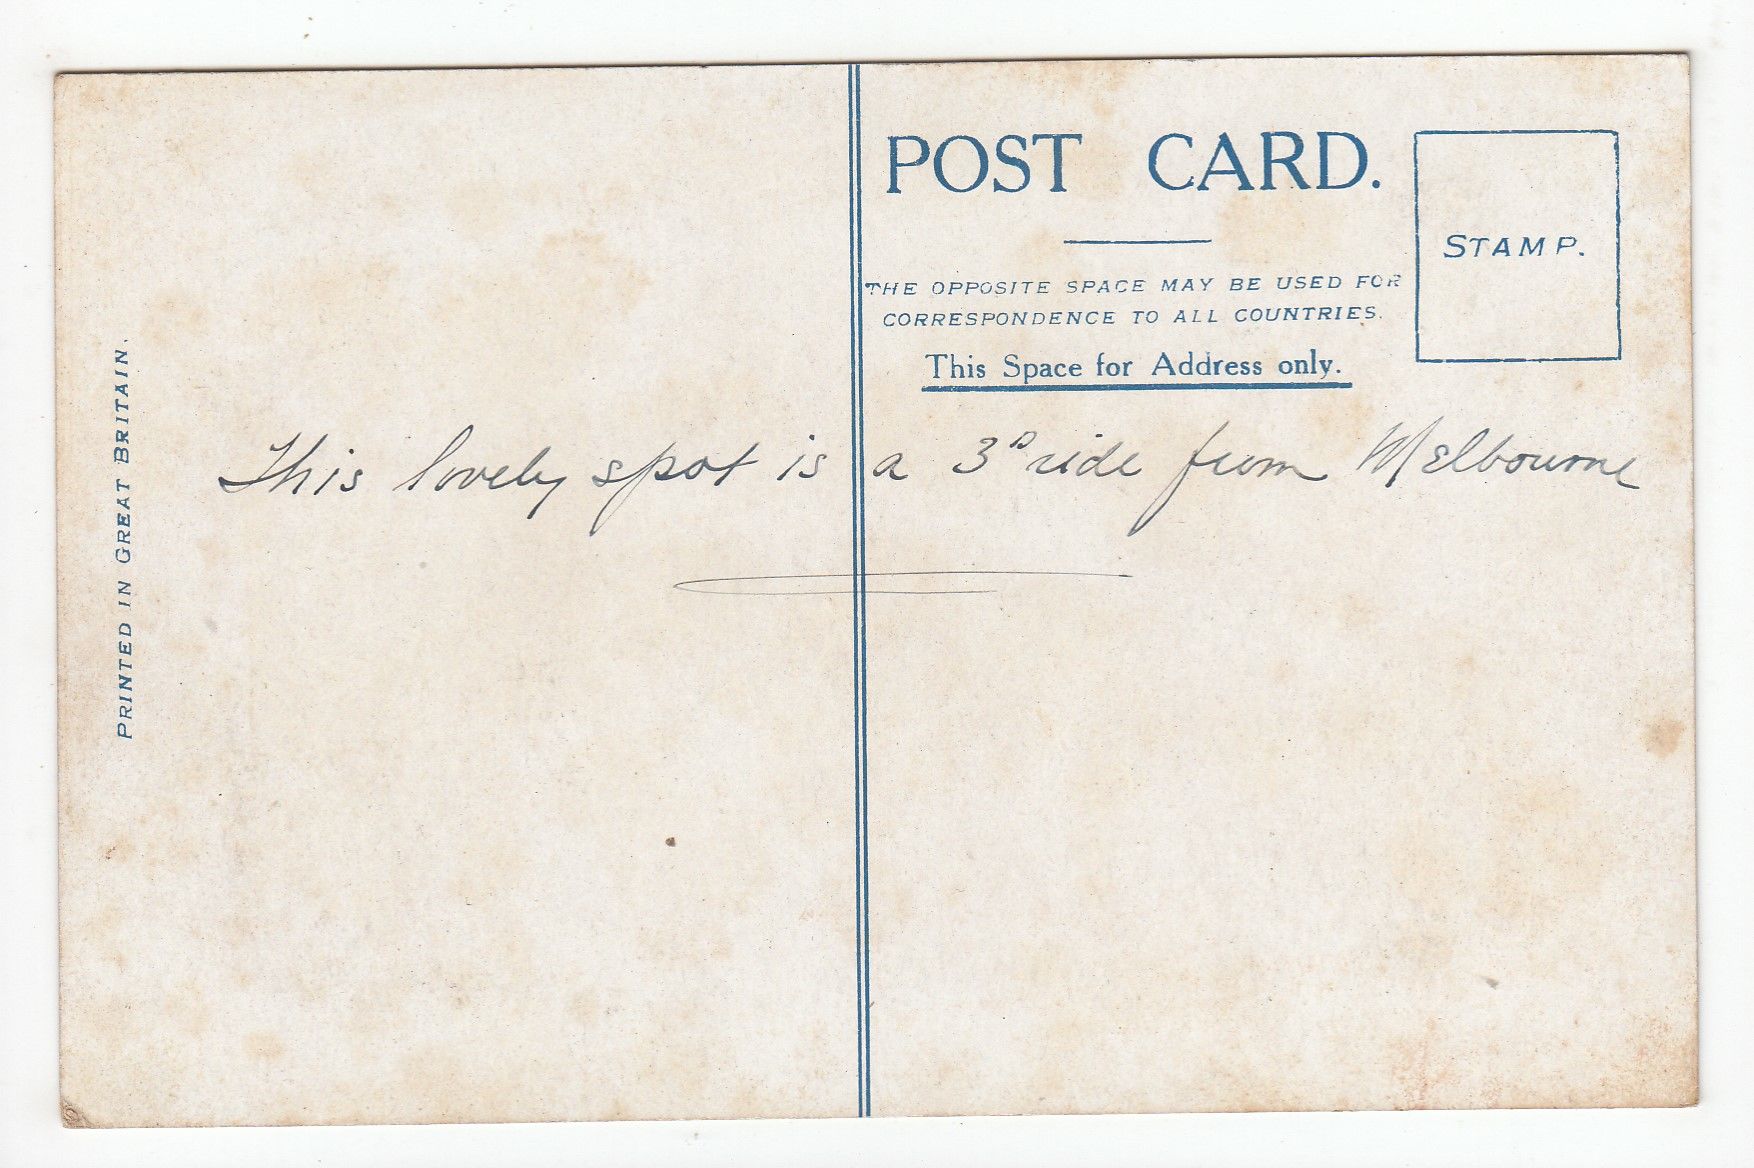 POST CARD.
STAMP.
THE OPPOSITE SPACE MAY BE USED FOR
CORRESPONDENCE TO ALL COUNTRIES.
This Space for Address only.
This lovely spot is a 3ᴰ ride from Melbourne
PRINTED IN GREAT BRITAIN.